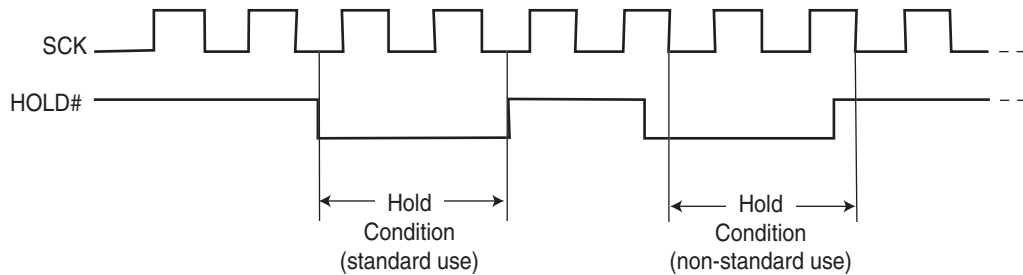 SCK
HOLD#
Hold
Condition
(standard use)
Hold
Condition
(non-standard use)